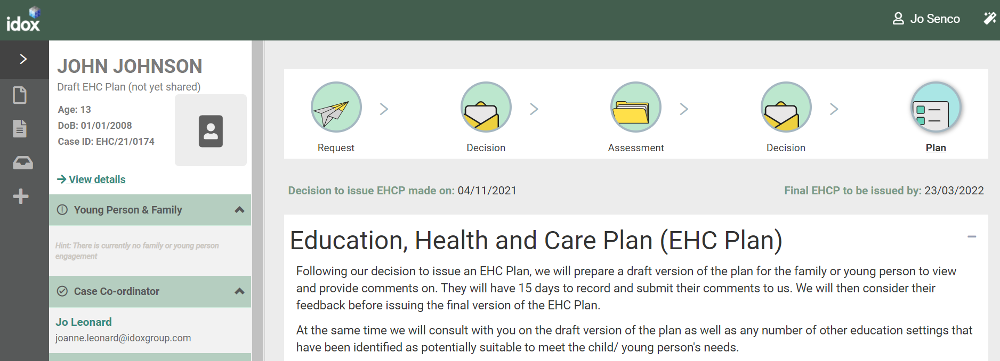 idox
Jo Senco
JOHN JOHNSON
Draft EHC Plan (not yet shared)
Age: 13
DoB: 01/01/2008
Case ID: EHC/21/0174
View details
Young Person & Family
Hint: There is currently no family or young person
engagement
Case Co-ordinator
Jo Leonard
joanne.leonard@idoxgroup.com
Request
Decision
Assessment
Decision
Plan
Decision to issue EHCP made on: 04/11/2021
Final EHCP to be issued by: 23/03/2022
Education, Health and Care Plan (EHC Plan)
Following our decision to issue an EHC Plan, we will prepare a draft version of the plan for the family or young person to view
and provide comments on. They will have 15 days to record and submit their comments to us. We will then consider their
feedback before issuing the final version of the EHC Plan.
At the same time we will consult with you on the draft version of the plan as well as any number of other education settings that
have been identified as potentially suitable to meet the child/ young person's needs.